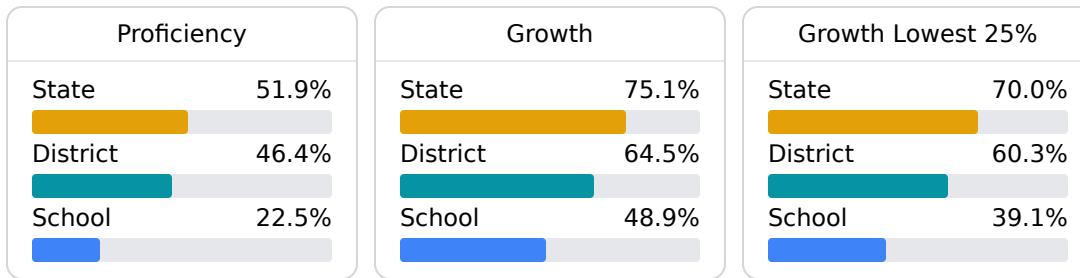 Proficiency
State 51.9%
District 46.4%
School 22.5%
Growth
State 75.1%
District 64.5%
School 48.9%
Growth Lowest 25%
State 70.0%
District 60.3%
School 39.1%